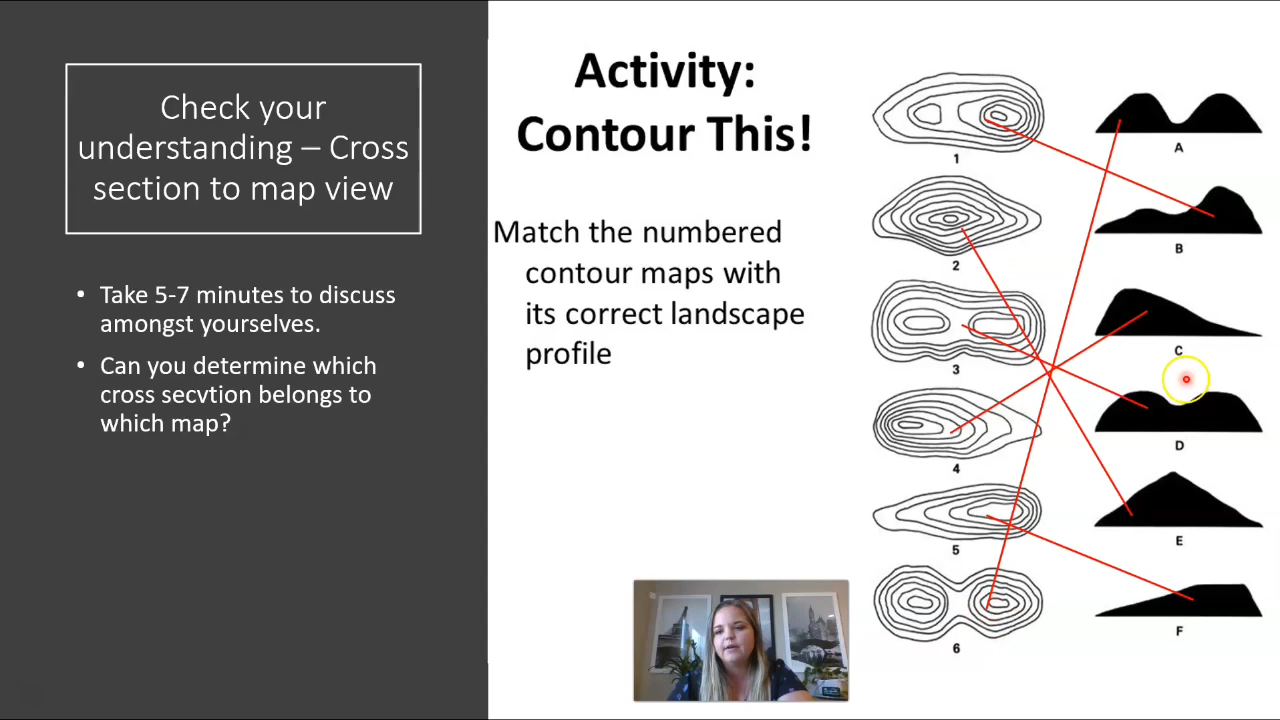 Check your
understanding – Cross
section to map view
• Take 5-7 minutes to discuss
amongst yourselves.
• Can you determine which
cross secvtion belongs to
which map?
Activity:
Contour This!
Match the numbered
contour maps with
its correct landscape
profile
1
2
3
4
5
6
A
B
C
D
E
F